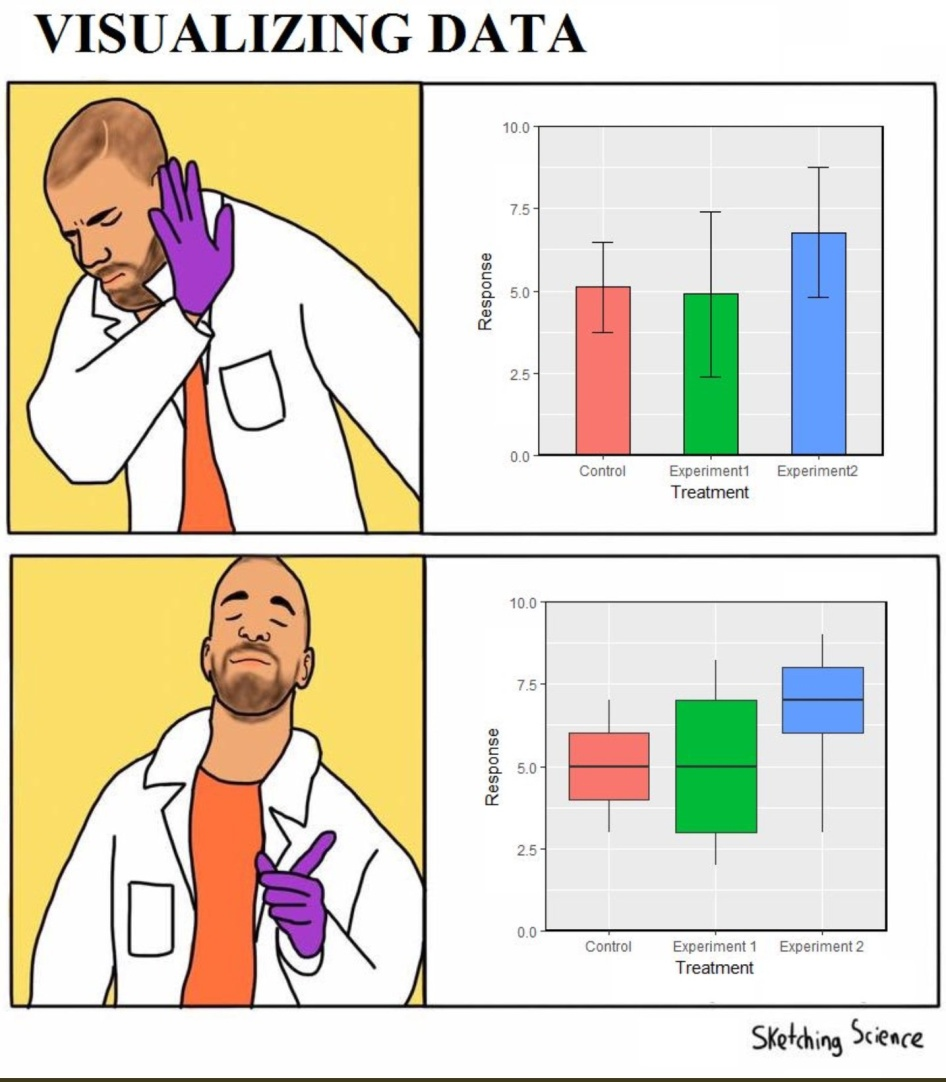 VISUALIZING DATA
10.0
7.5
5.0
2.5
0.0
Response
Control Experiment1 Experiment2
Treatment
10.0
7.5
5.0
2.5
0.0
Response
Control Experiment 1 Experiment 2
Treatment
Sketching Science